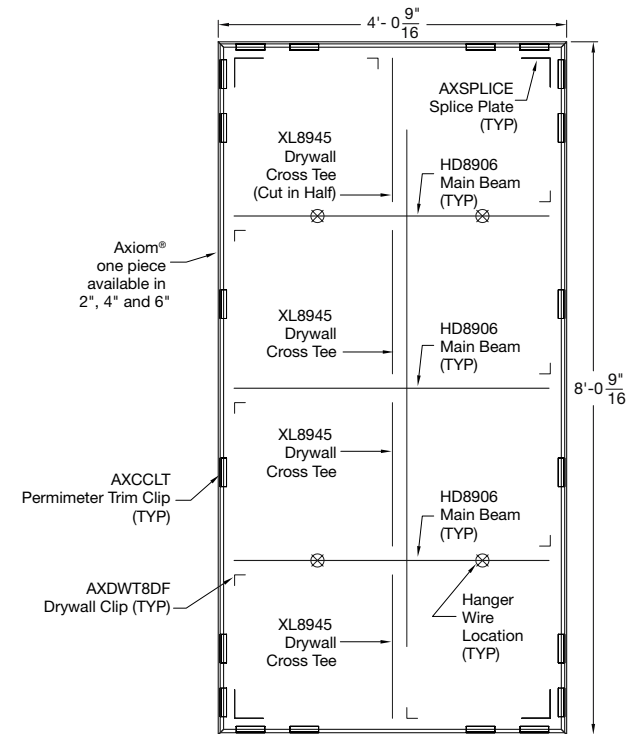 4'- 0 9/16"
AXSPLICE
Splice Plate
(TYP)
XL8945
Drywall
Cross Tee
(Cut in Half)
HD8906
Main Beam
(TYP)
Axiom®
one piece
available in
2", 4" and 6"
XL8945
Drywall
Cross Tee
HD8906
Main Beam
(TYP)
8'-0 9/16"
XL8945
Drywall
Cross Tee
AXCCLT
Permimeter Trim Clip
(TYP)
HD8906
Main Beam
(TYP)
AXDWT8DF
Drywall Clip (TYP)
Hanger
Wire
Location
(TYP)
XL8945
Drywall
Cross Tee